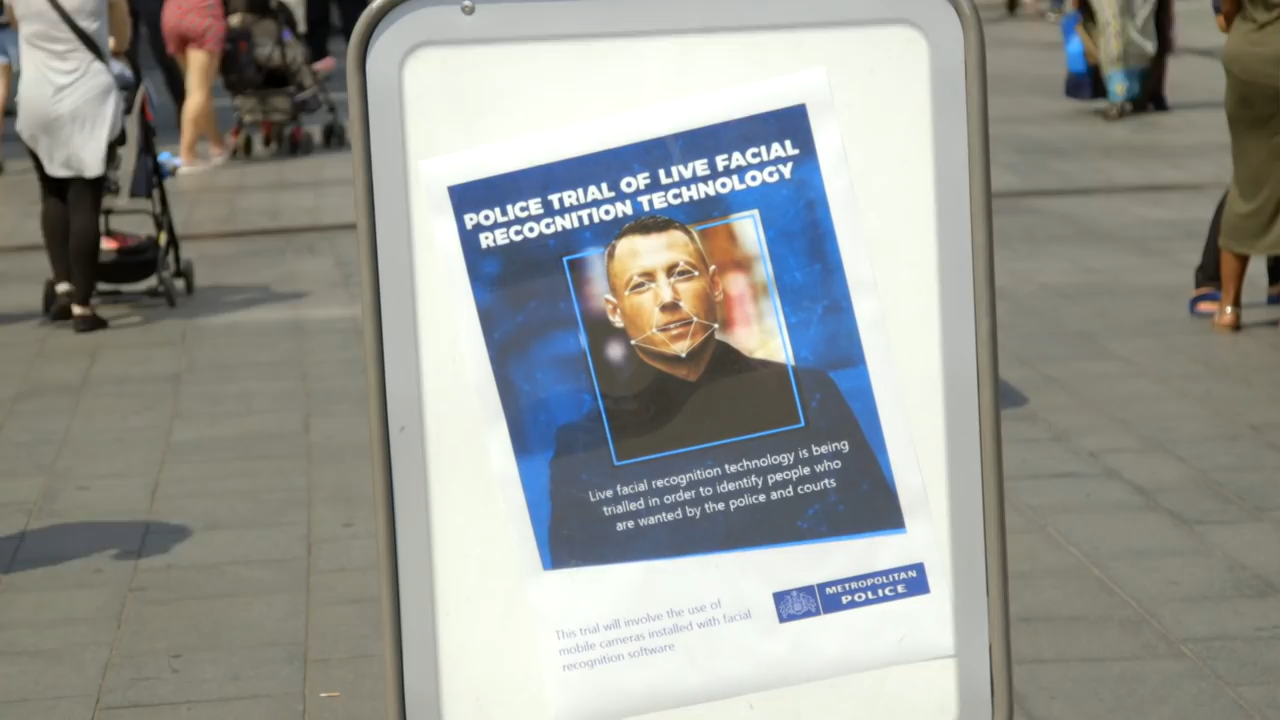 POLICE TRIAL OF LIVE FACIAL
RECOGNITION TECHNOLOGY
Live facial recognition technology is being
trialled in order to identify people who
are wanted by the police and courts
This trial will involve the use of
mobile cameras installed with facial
recognition software
METROPOLITAN
POLICE